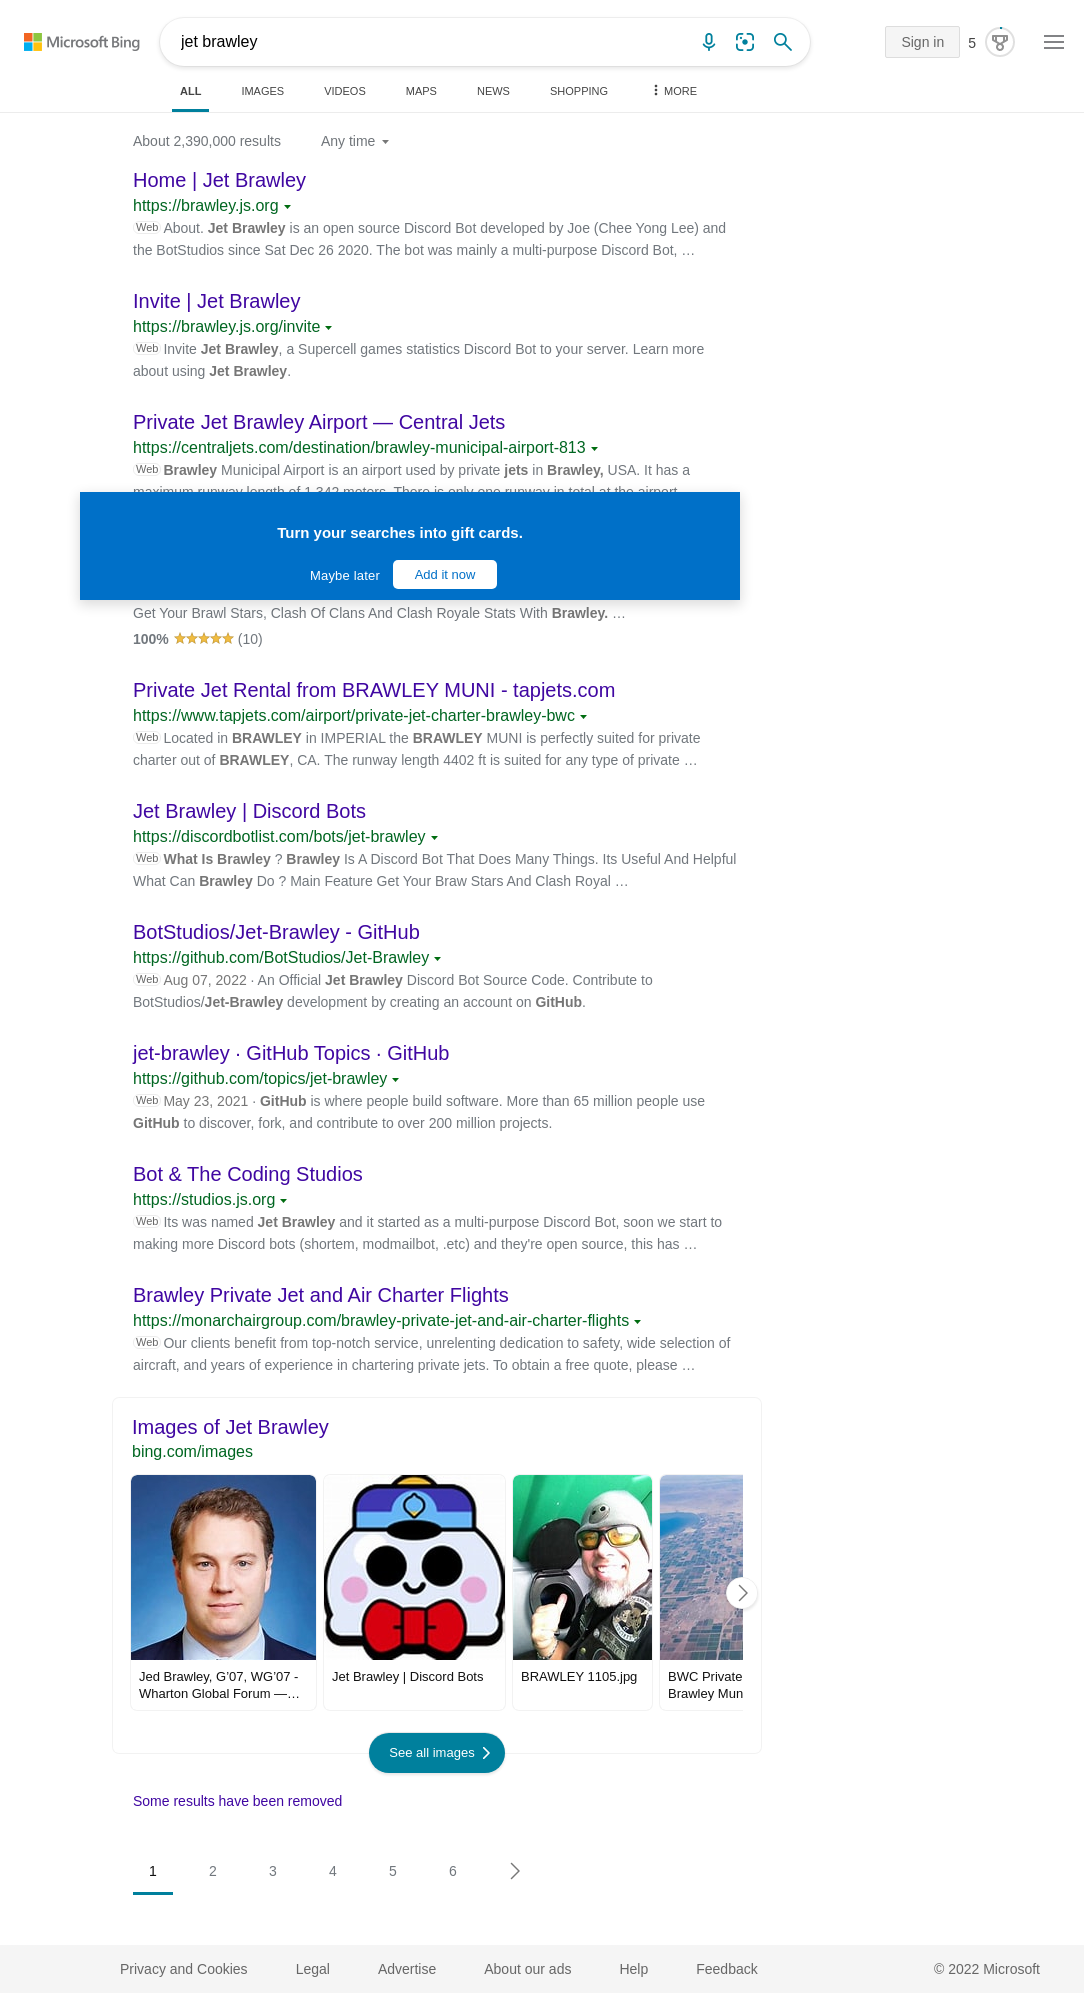 Microsoft Bing
jet brawley
Sign in
5
ALL
IMAGES
VIDEOS
MAPS
NEWS
SHOPPING
MORE
About 2,390,000 results
Any time
Home | Jet Brawley
https://brawley.js.org
Web About. Jet Brawley is an open source Discord Bot developed by Joe (Chee Yong Lee) and
the BotStudios since Sat Dec 26 2020. The bot was mainly a multi-purpose Discord Bot, …
Invite | Jet Brawley
https://brawley.js.org/invite
Web Invite Jet Brawley, a Supercell games statistics Discord Bot to your server. Learn more
about using Jet Brawley.
Private Jet Brawley Airport — Central Jets
https://centraljets.com/destination/brawley-municipal-airport-813
Web Brawley Municipal Airport is an airport used by private jets in Brawley, USA. It has a
maximum runway length of 1,342 meters. There is only one runway in total at the airport
Turn your searches into gift cards.
Maybe later
Add it now
Get Your Brawl Stars, Clash Of Clans And Clash Royale Stats With Brawley. …
100% (10)
Private Jet Rental from BRAWLEY MUNI - tapjets.com
https://www.tapjets.com/airport/private-jet-charter-brawley-bwc
Web Located in BRAWLEY in IMPERIAL the BRAWLEY MUNI is perfectly suited for private
charter out of BRAWLEY, CA. The runway length 4402 ft is suited for any type of private …
Jet Brawley | Discord Bots
https://discordbotlist.com/bots/jet-brawley
Web What Is Brawley ? Brawley Is A Discord Bot That Does Many Things. Its Useful And Helpful
What Can Brawley Do ? Main Feature Get Your Braw Stars And Clash Royal …
BotStudios/Jet-Brawley - GitHub
https://github.com/BotStudios/Jet-Brawley
Web Aug 07, 2022 · An Official Jet Brawley Discord Bot Source Code. Contribute to
BotStudios/Jet-Brawley development by creating an account on GitHub.
jet-brawley · GitHub Topics · GitHub
https://github.com/topics/jet-brawley
Web May 23, 2021 · GitHub is where people build software. More than 65 million people use
GitHub to discover, fork, and contribute to over 200 million projects.
Bot & The Coding Studios
https://studios.js.org
Web Its was named Jet Brawley and it started as a multi-purpose Discord Bot, soon we start to
making more Discord bots (shortem, modmailbot, .etc) and they're open source, this has …
Brawley Private Jet and Air Charter Flights
https://monarchairgroup.com/brawley-private-jet-and-air-charter-flights
Web Our clients benefit from top-notch service, unrelenting dedication to safety, wide selection of
aircraft, and years of experience in chartering private jets. To obtain a free quote, please …
Images of Jet Brawley
bing.com/images
Jed Brawley, G’07, WG’07 -
Wharton Global Forum —…
Jet Brawley | Discord Bots
BRAWLEY 1105.jpg
BWC Private
Brawley Mun
See all images
Some results have been removed
1
2
3
4
5
6
Privacy and Cookies
Legal
Advertise
About our ads
Help
Feedback
© 2022 Microsoft